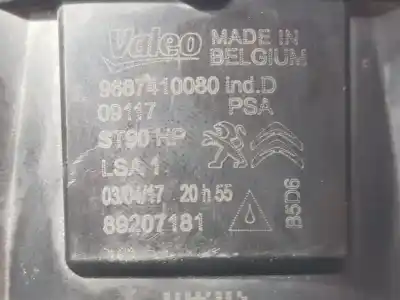 Valeo MADE IN
BELGIUM
9687410080 ind.D
09117 PSA
ST90 HP
LSA 1
03/04/17 20 h 55
89207181
B5D6